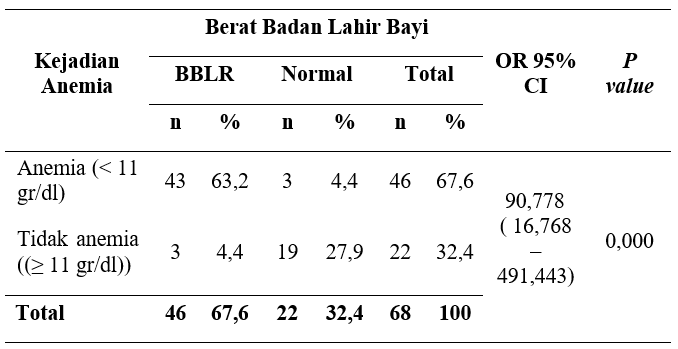 Kejadian Anemia
Berat Badan Lahir Bayi
OR 95% CI
P value
BBLR Normal Total
n % n % n %
Anemia (< 11 gr/dl) 43 63,2 3 4,4 46 67,6
90,778 ( 16,768 – 491,443)
0,000
Tidak anemia ((≥ 11 gr/dl)) 3 4,4 19 27,9 22 32,4
Total 46 67,6 22 32,4 68 100